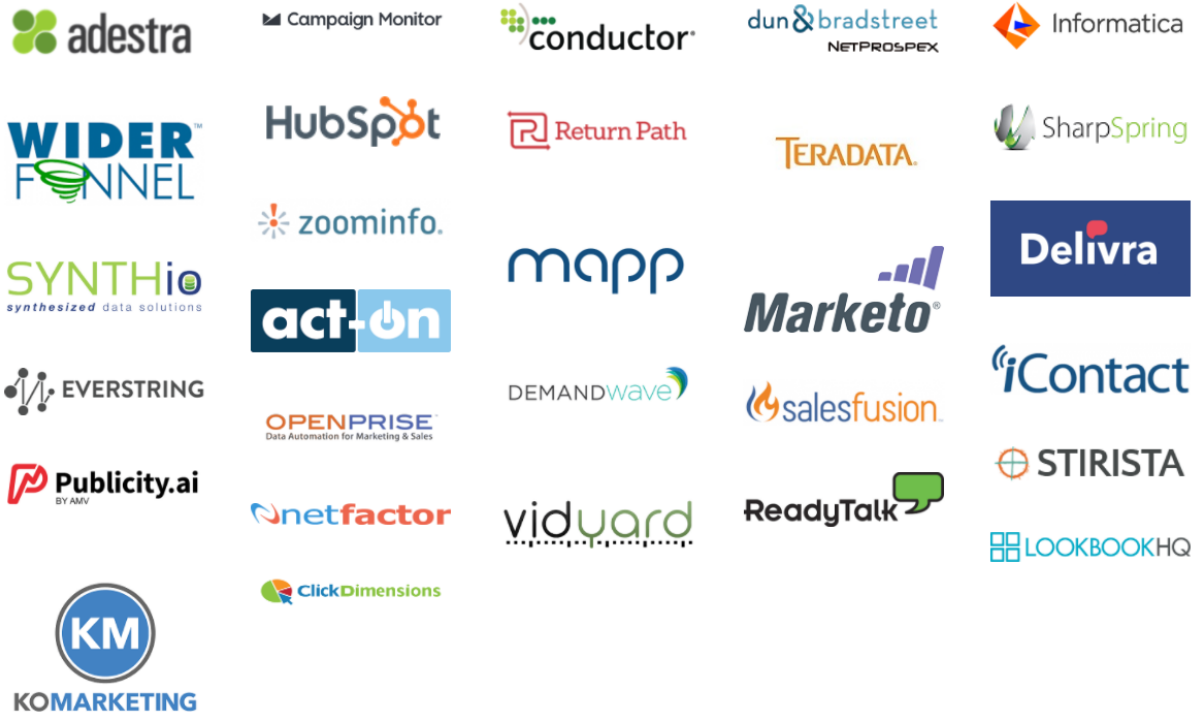 adestra
WIDER™
FUNNEL
SYNTHio
synthesized data solutions
EVERSTRING
Publicity.ai
BY AMV
KM
KOMARKETING
Campaign Monitor
HubSpot
zoominfo.
act-on
OPENPRISE
Data Automation for Marketing & Sales
netfactor
ClickDimensions
conductor®
R Return Path
mapp
DEMANDWAVE
vidyard
dun & bradstreet
NETPROSPEX
TERADATA®
Marketo®
salesfusion™
ReadyTalk
Informatica
SharpSpring
Delivra
iContact
STIRISTA
LOOKBOOKHQ